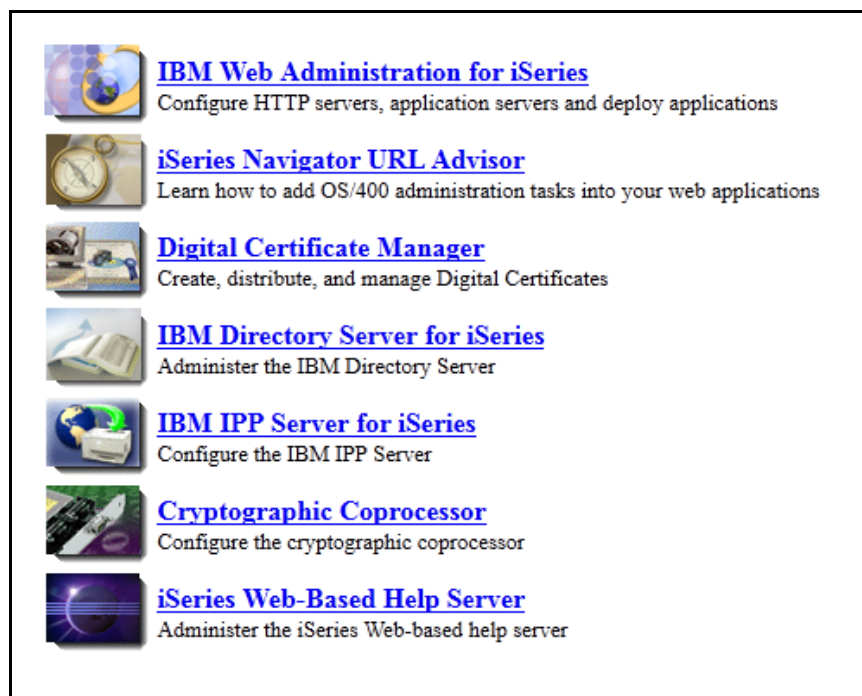 IBM Web Administration for iSeries
Configure HTTP servers, application servers and deploy applications
iSeries Navigator URL Advisor
Learn how to add OS/400 administration tasks into your web applications
Digital Certificate Manager
Create, distribute, and manage Digital Certificates
IBM Directory Server for iSeries
Administer the IBM Directory Server
IBM IPP Server for iSeries
Configure the IBM IPP Server
Cryptographic Coprocessor
Configure the cryptographic coprocessor
iSeries Web-Based Help Server
Administer the iSeries Web-based help server